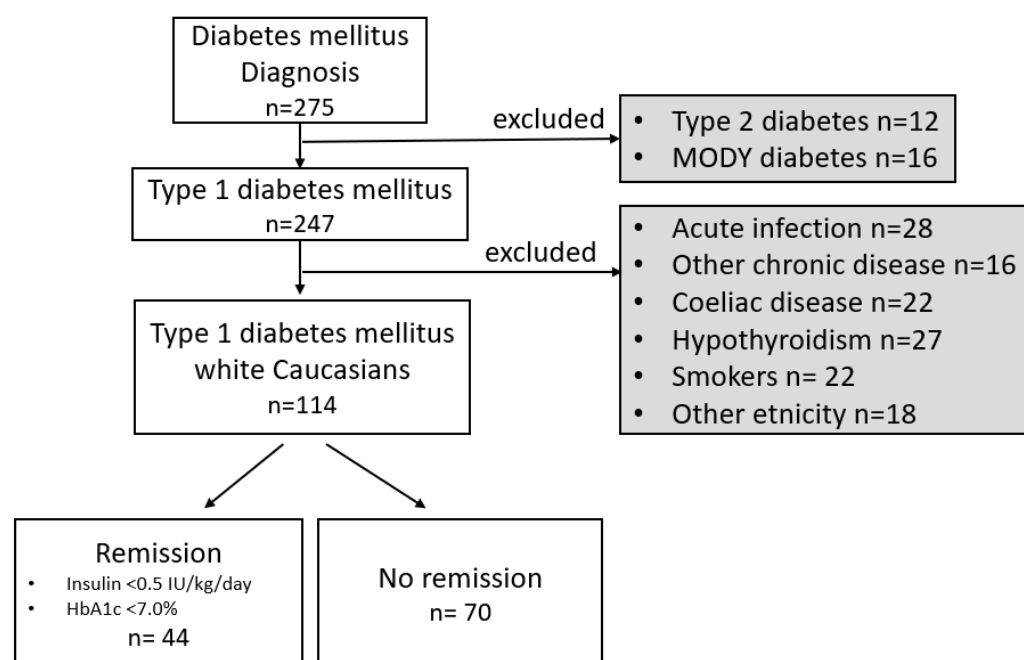 Diabetes mellitus
Diagnosis
n=275
excluded
• Type 2 diabetes n=12
• MODY diabetes n=16
Type 1 diabetes mellitus
n=247
excluded
• Acute infection n=28
• Other chronic disease n=16
• Coeliac disease n=22
• Hypothyroidism n=27
• Smokers n= 22
• Other etnicity n=18
Type 1 diabetes mellitus
white Caucasians
n=114
Remission
• Insulin <0.5 IU/kg/day
• HbA1c <7.0%
n= 44
No remission
n= 70